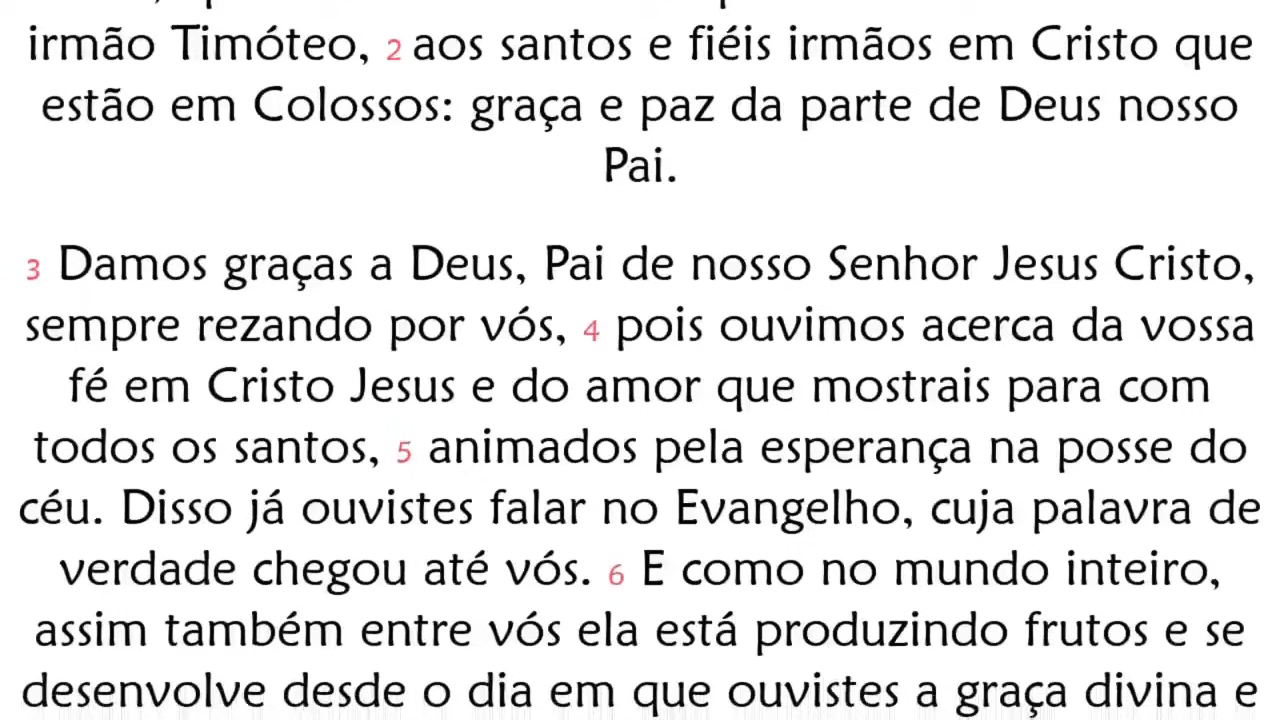 irmão Timóteo, 2 aos santos e fiéis irmãos em Cristo que
estão em Colossos: graça e paz da parte de Deus nosso
Pai.
3 Damos graças a Deus, Pai de nosso Senhor Jesus Cristo,
sempre rezando por vós, 4 pois ouvimos acerca da vossa
fé em Cristo Jesus e do amor que mostrais para com
todos os santos, 5 animados pela esperança na posse do
céu. Disso já ouvistes falar no Evangelho, cuja palavra de
verdade chegou até vós. 6 E como no mundo inteiro,
assim também entre vós ela está produzindo frutos e se
desenvolve desde o dia em que ouvistes a graça divina e